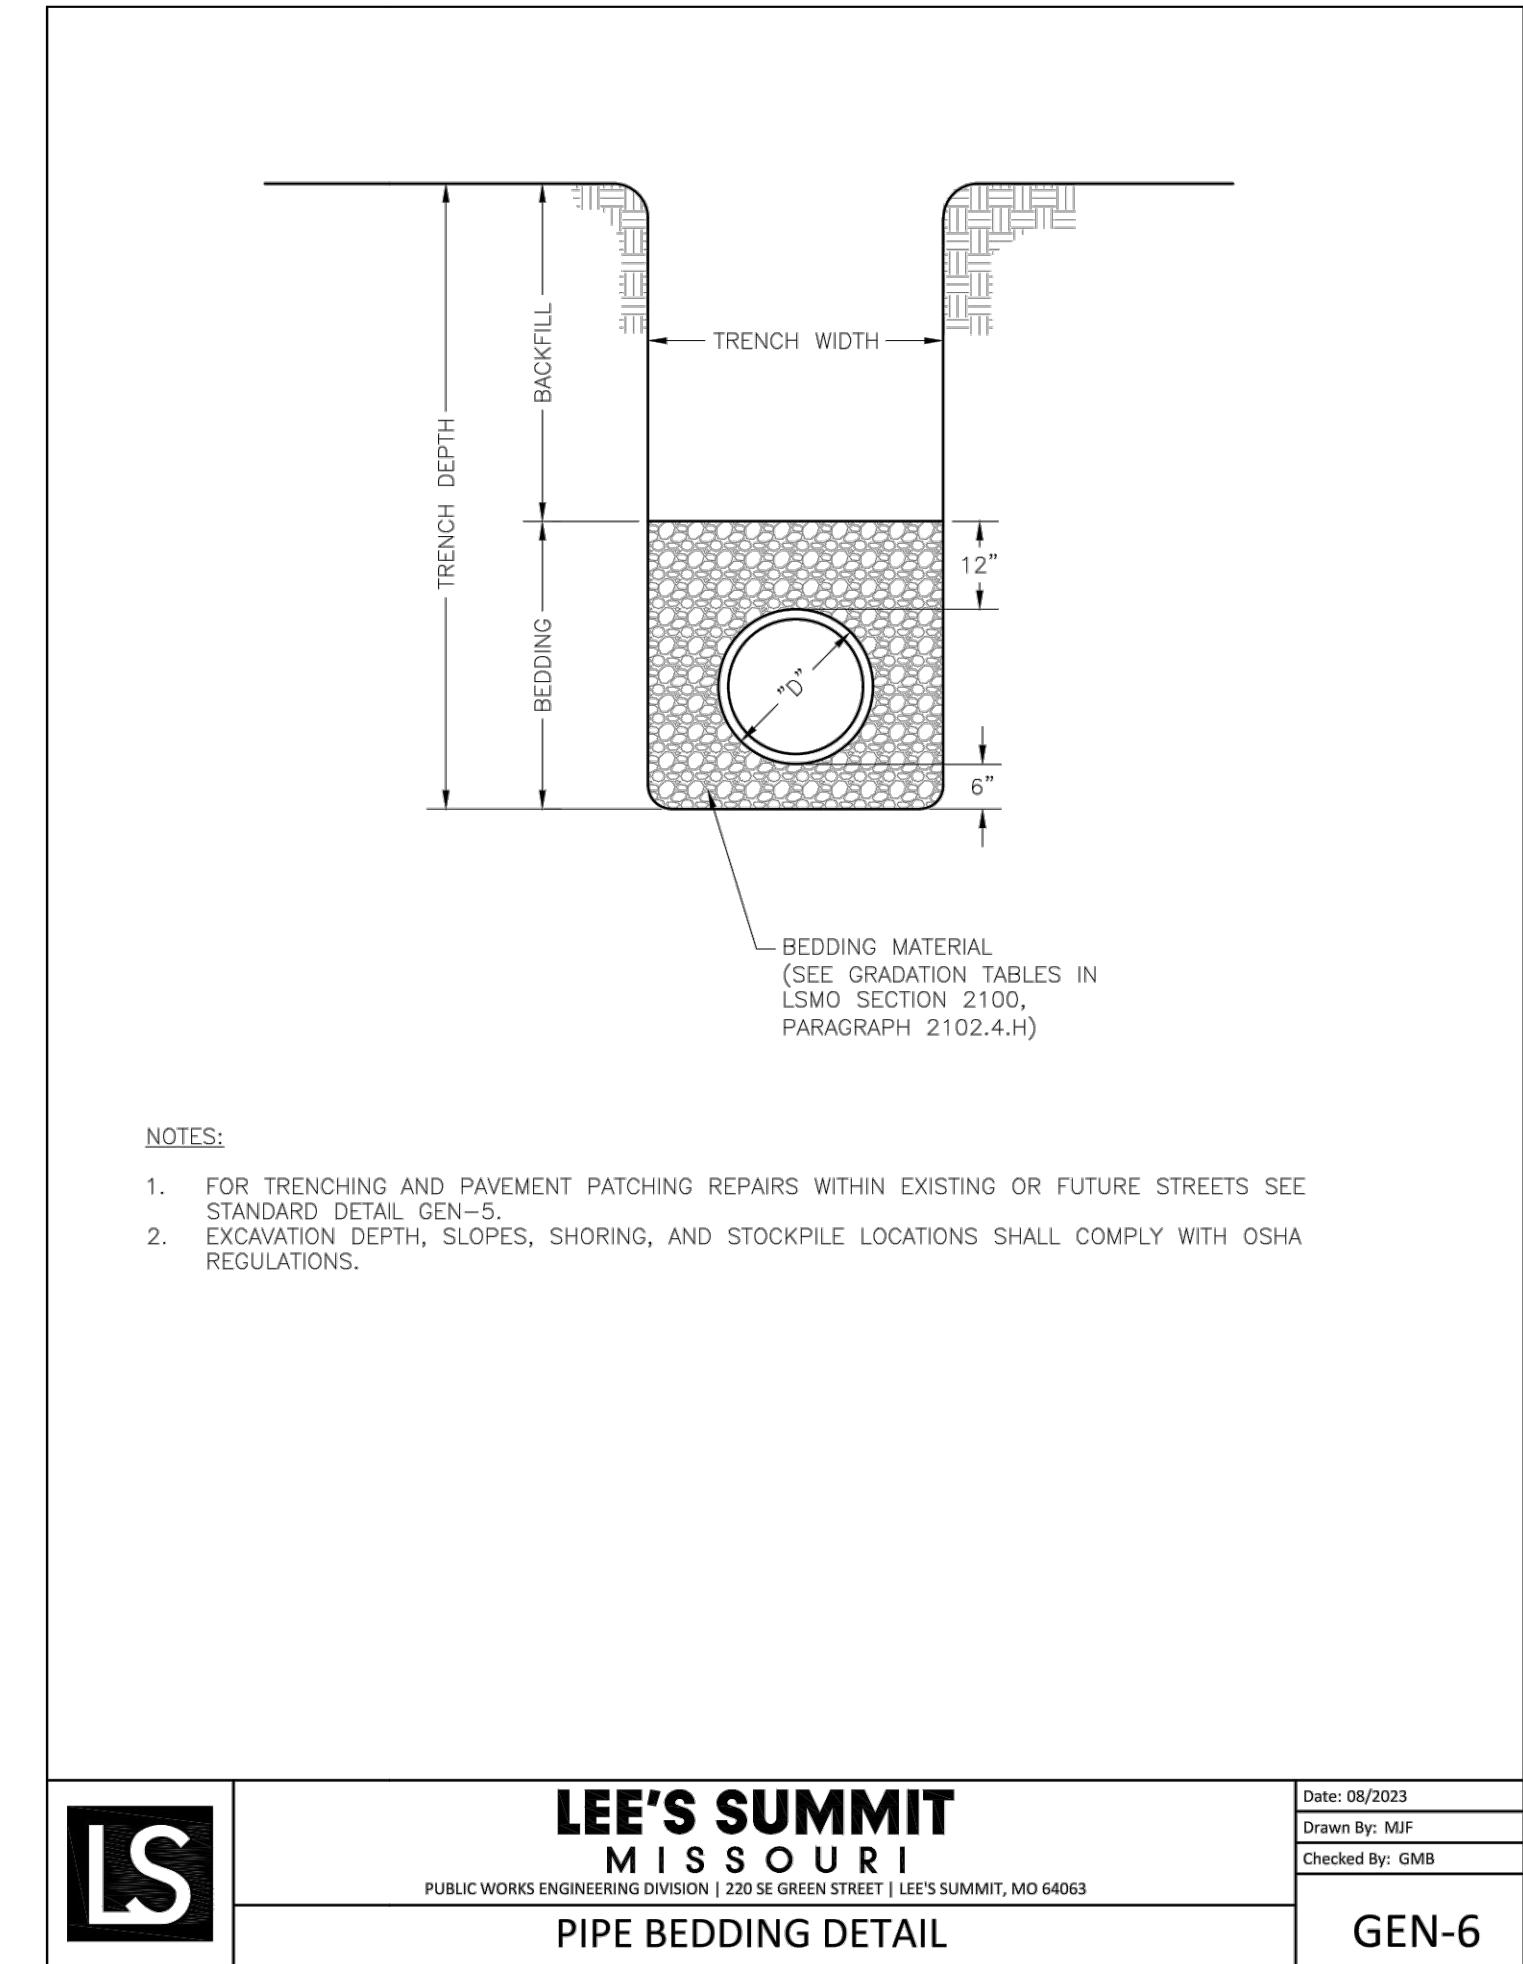 BACKFILL
TRENCH WIDTH
TRENCH DEPTH
12”
BEDDING
”D”
6”
BEDDING MATERIAL
(SEE GRADATION TABLES IN
LSMO SECTION 2100,
PARAGRAPH 2102.4.H)
NOTES:
1. FOR TRENCHING AND PAVEMENT PATCHING REPAIRS WITHIN EXISTING OR FUTURE STREETS SEE
STANDARD DETAIL GEN–5.
2. EXCAVATION DEPTH, SLOPES, SHORING, AND STOCKPILE LOCATIONS SHALL COMPLY WITH OSHA
REGULATIONS.
LS
LEE’S SUMMIT
MISSOURI
PUBLIC WORKS ENGINEERING DIVISION | 220 SE GREEN STREET | LEE'S SUMMIT, MO 64063
PIPE BEDDING DETAIL
Date: 08/2023
Drawn By: MJF
Checked By: GMB
GEN-6